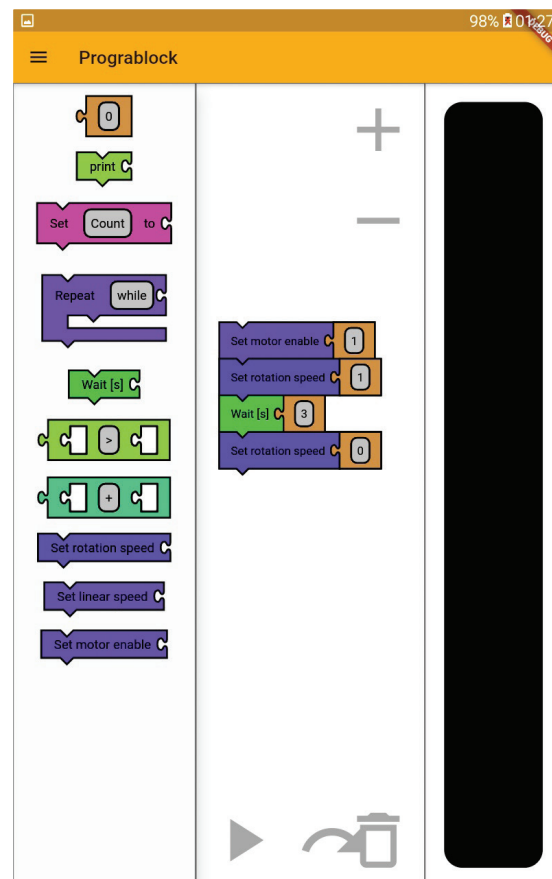 98% 01:27
DEBUG
Prograblock
0
print
Set Count to
Repeat while
Wait [s]
>
+
Set rotation speed
Set linear speed
Set motor enable
+
−
Set motor enable 1
Set rotation speed 1
Wait [s] 3
Set rotation speed 0